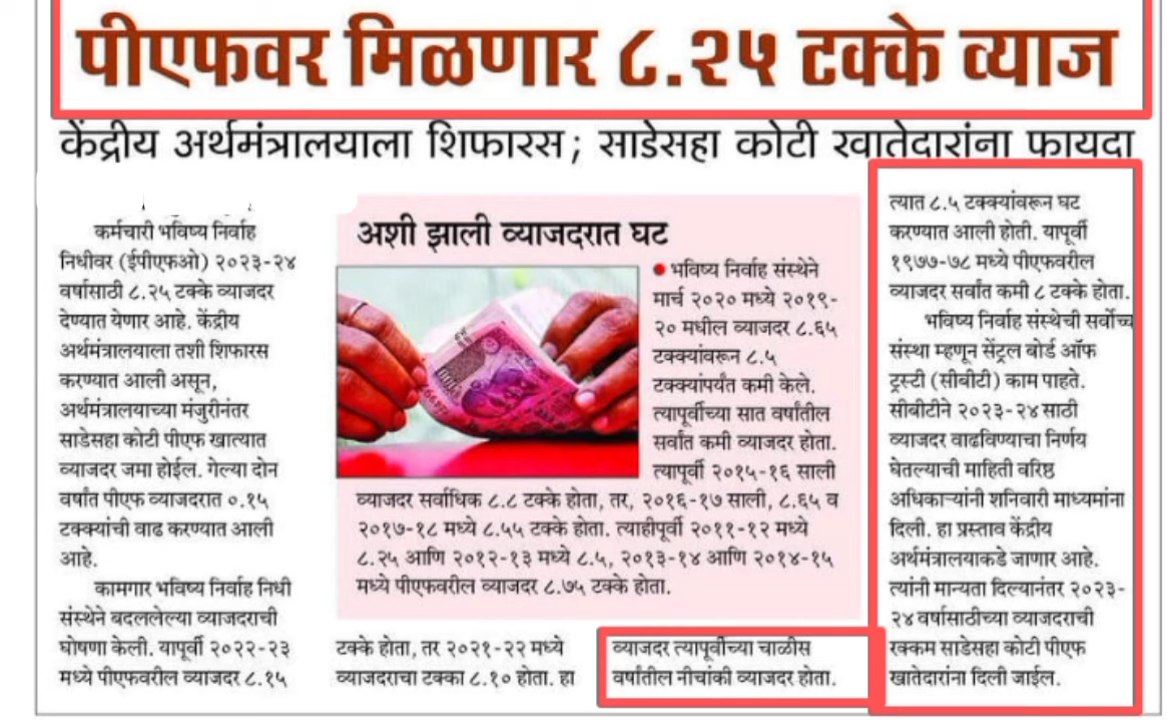 पीएफवर मिळणार ८.२५ टक्के व्याज
केंद्रीय अर्थमंत्रालयाला शिफारस; साडेसहा कोटी खातेदारांना फायदा
कर्मचारी भविष्य निर्वाह
निधीवर (ईपीएफओ) २०२३-२४
वर्षासाठी ८.२५ टक्के व्याजदर
देण्यात येणार आहे. केंद्रीय
अर्थमंत्रालयाला तशी शिफारस
करण्यात आली असून,
अर्थमंत्रालयाच्या मंजुरीनंतर
साडेसहा कोटी पीएफ खात्यात
व्याजदर जमा होईल. गेल्या दोन
वर्षांत पीएफ व्याजदरात ०.१५
टक्क्यांची वाढ करण्यात आली
आहे.
कामगार भविष्य निर्वाह निधी
संस्थेने बदललेल्या व्याजदराची
घोषणा केली. यापूर्वी २०२२-२३
मध्ये पीएफवरील व्याजदर ८.१५
अशी झाली व्याजदरात घट
● भविष्य निर्वाह संस्थेने
मार्च २०२० मध्ये २०१९-
२० मधील व्याजदर ८.६५
टक्क्यांवरून ८.५
टक्क्यांपर्यंत कमी केले.
त्यापूर्वीच्या सात वर्षांतील
सर्वांत कमी व्याजदर होता.
त्यापूर्वी २०१५-१६ साली
व्याजदर सर्वाधिक ८.८ टक्के होता, तर, २०१६-१७ साली, ८.६५ व
२०१७-१८ मध्ये ८.५५ टक्के होता. त्याहीपूर्वी २०११-१२ मध्ये
८.२५ आणि २०१२-१३ मध्ये ८.५, २०१३-१४ आणि २०१४-१५
मध्ये पीएफवरील व्याजदर ८.७५ टक्के होता.
टक्के होता, तर २०२१-२२ मध्ये
व्याजदराचा टक्का ८.१० होता. हा
व्याजदर त्यापूर्वीच्या चाळीस
वर्षांतील नीचांकी व्याजदर होता.
त्यात ८.५ टक्क्यांवरून घट
करण्यात आली होती. यापूर्वी
१९७७-७८ मध्ये पीएफवरील
व्याजदर सर्वांत कमी ८ टक्के होता.
भविष्य निर्वाह संस्थेची सर्वोच्च
संस्था म्हणून सेंट्रल बोर्ड ऑफ
ट्रस्टी (सीबीटी) काम पाहते.
सीबीटीने २०२३-२४ साठी
व्याजदर वाढविण्याचा निर्णय
घेतल्याची माहिती वरिष्ठ
अधिकाऱ्यांनी शनिवारी माध्यमांना
दिली. हा प्रस्ताव केंद्रीय
अर्थमंत्रालयाकडे जाणार आहे.
त्यांनी मान्यता दिल्यानंतर २०२३-
२४ वर्षासाठीच्या व्याजदराची
रक्कम साडेसहा कोटी पीएफ
खातेदारांना दिली जाईल.